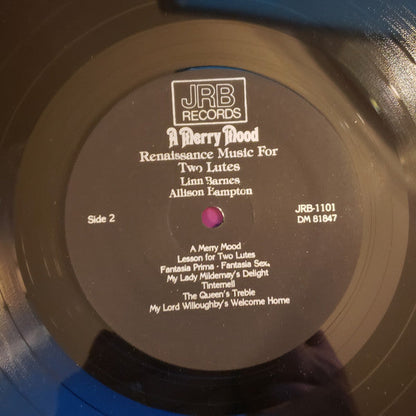 JRB
RECORDS
A Merry Mood
Renaissance Music For
Two Lutes
Linn Barnes
Allison Hampton
Side 2
JRB-1101
DM 81847
A Merry Mood
Lesson for Two Lutes
Fantasia Prima - Fantasia Sex.
My Lady Mildemay's Delight
Tinternell
The Queen's Treble
My Lord Willoughby's Welcome Home